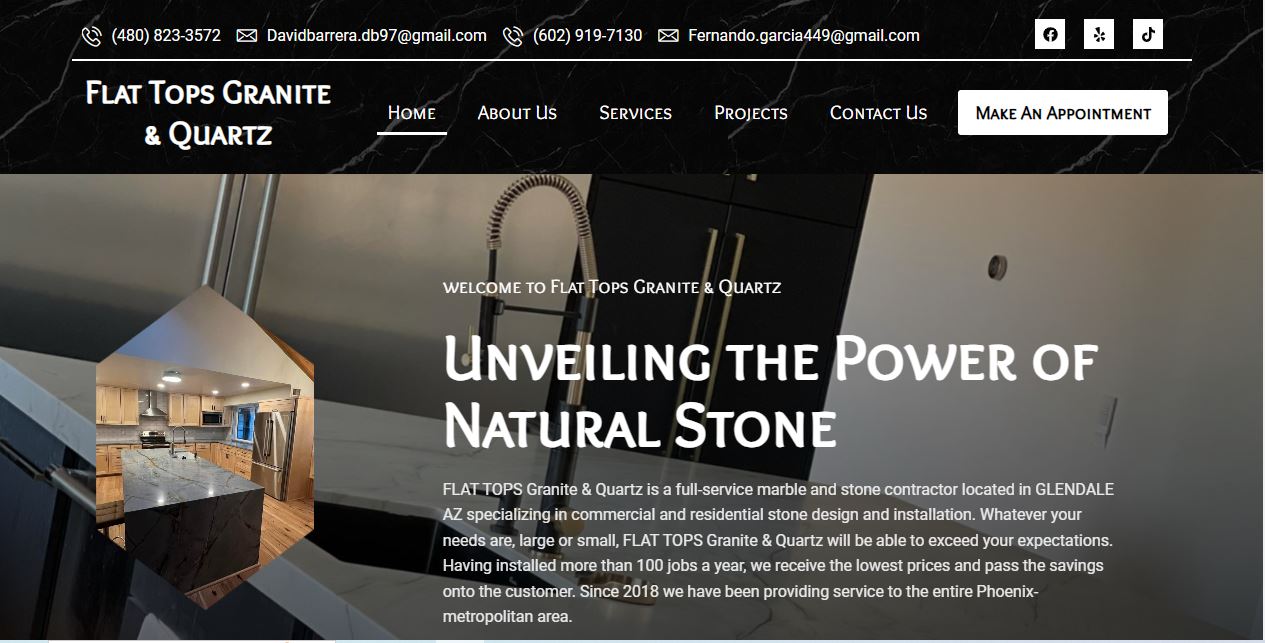 (480) 823-3572 Davidbarrera.db97@gmail.com (602) 919-7130 Fernando.garcia449@gmail.com
Flat Tops Granite
& Quartz
Home About Us Services Projects Contact Us Make An Appointment
welcome to Flat Tops Granite & Quartz
Unveiling the Power of
Natural Stone
FLAT TOPS Granite & Quartz is a full-service marble and stone contractor located in GLENDALE
AZ specializing in commercial and residential stone design and installation. Whatever your
needs are, large or small, FLAT TOPS Granite & Quartz will be able to exceed your expectations.
Having installed more than 100 jobs a year, we receive the lowest prices and pass the savings
onto the customer. Since 2018 we have been providing service to the entire Phoenix-
metropolitan area.